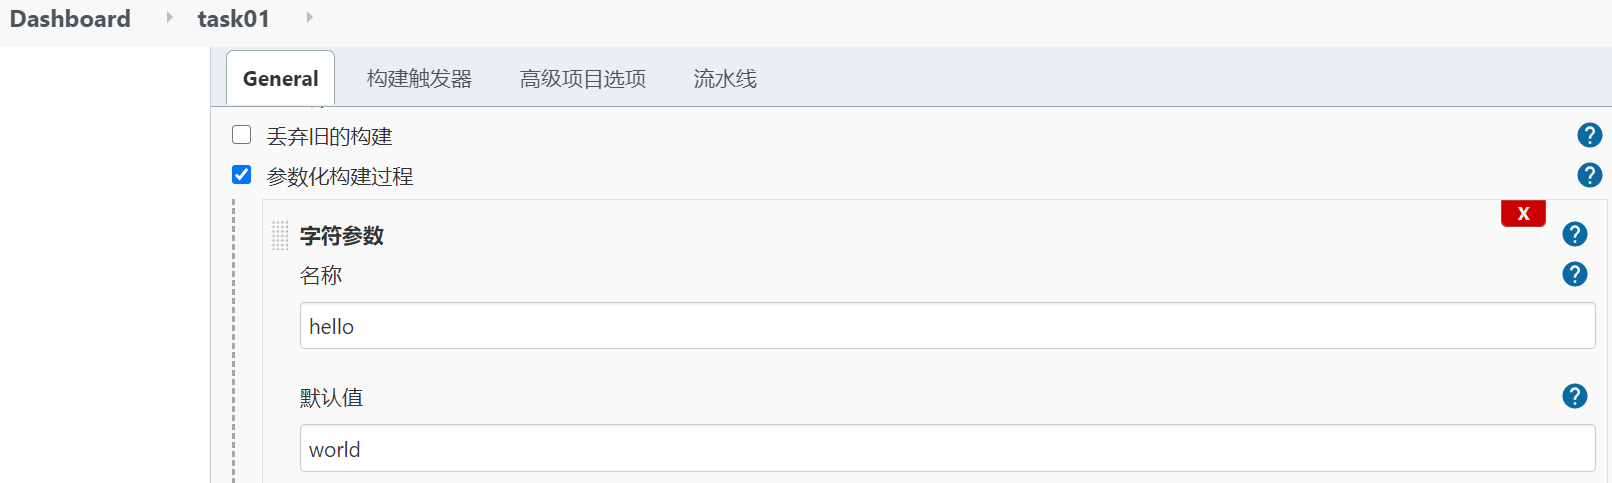 Dashboard task01
General 构建触发器 高级项目选项 流水线
丢弃旧的构建
参数化构建过程
X
字符参数
名称
hello
默认值
world